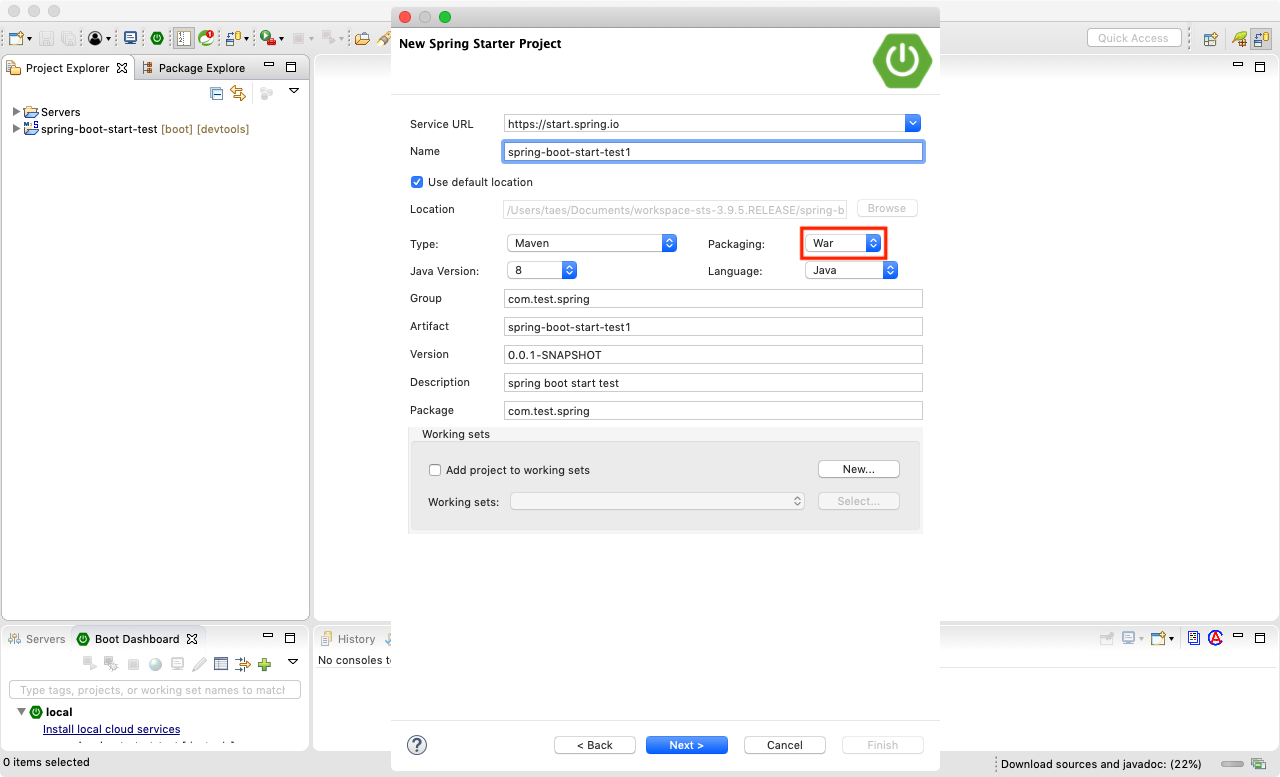 New Spring Starter Project
Quick Access
Project Explorer
Package Explorer
Servers
spring-boot-start-test [boot] [devtools]
Service URL
https://start.spring.io
Name
spring-boot-start-test1
Use default location
Location
/Users/taes/Documents/workspace-sts-3.9.5.RELEASE/spring-b
Browse
Type:
Maven
Packaging:
War
Java Version:
8
Language:
Java
Group
com.test.spring
Artifact
spring-boot-start-test1
Version
0.0.1-SNAPSHOT
Description
spring boot start test
Package
com.test.spring
Working sets
Add project to working sets
New...
Working sets:
Select...
Servers
Boot Dashboard
History
No consoles t
Type tags, projects, or working set names to match
local
Install local cloud services
< Back
Next >
Cancel
Finish
0 items selected
Download sources and javadoc: (22%)